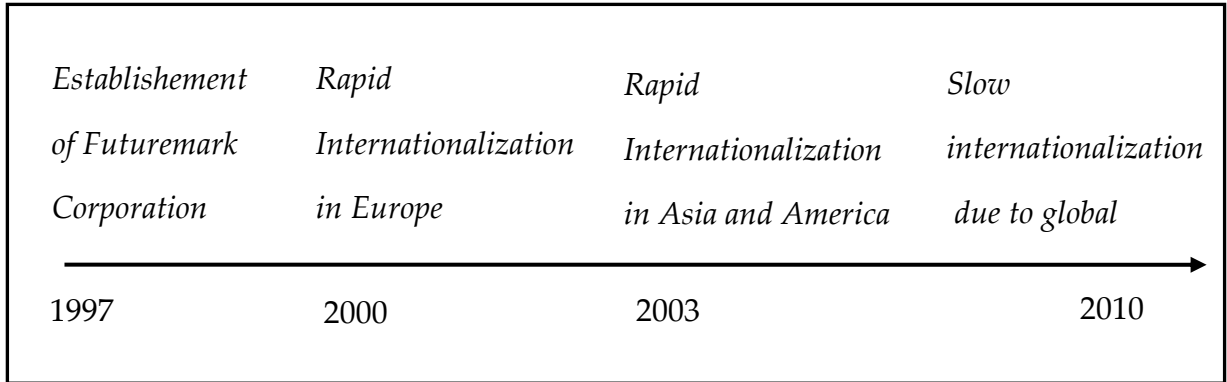 Establishement
of Futuremark
Corporation
Rapid
Internationalization
in Europe
Rapid
Internationalization
in Asia and America
Slow
internationalization
due to global
1997
2000
2003
2010